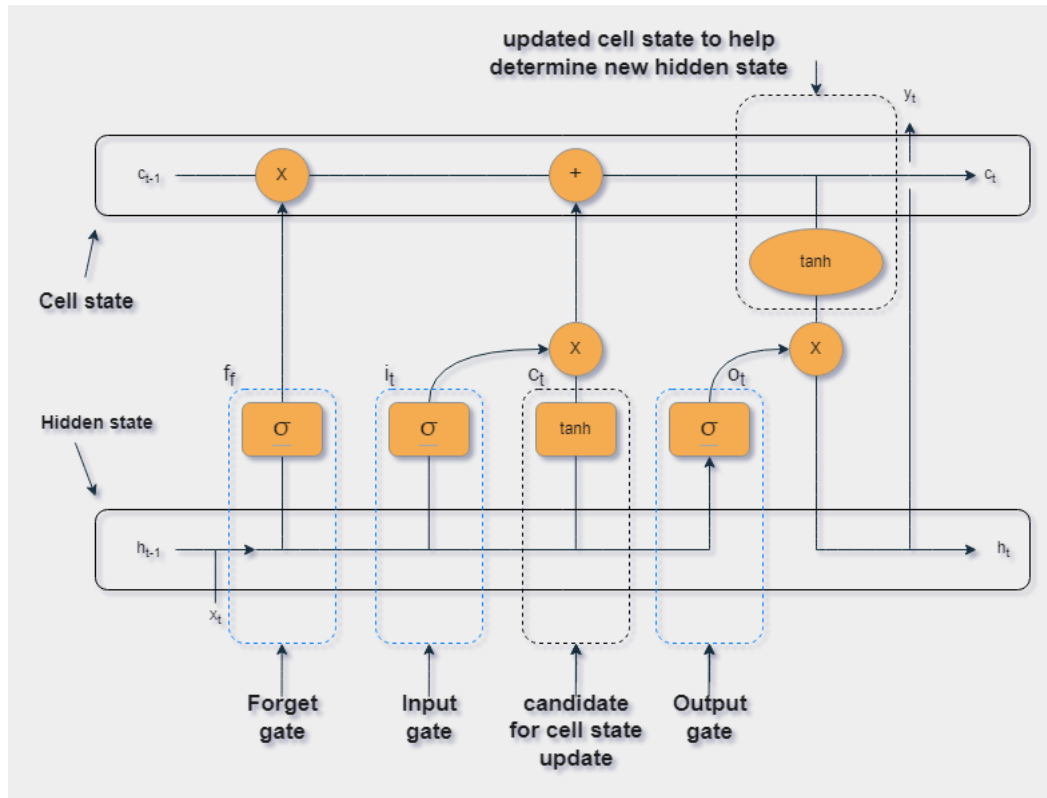 updated cell state to help
determine new hidden state
yt
ct-1
X
+
ct
tanh
Cell state
X
X
ff
it
ct
ot
Hidden state
σ
σ
tanh
σ
ht-1
ht
xt
Forget
gate
Input
gate
candidate
for cell state
update
Output
gate